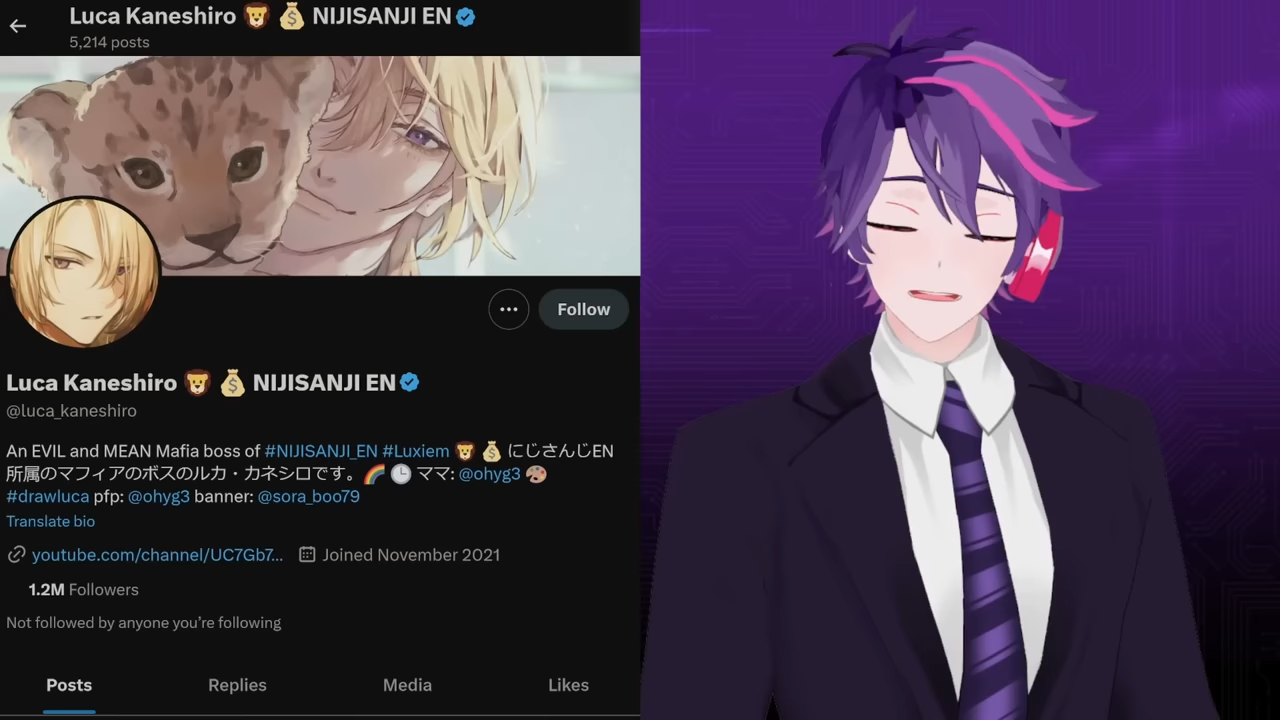 Luca Kaneshiro 🦁 💰 NIJISANJI EN
5,214 posts
Follow
Luca Kaneshiro 🦁 💰 NIJISANJI EN
@luca_kaneshiro
An EVIL and MEAN Mafia boss of #NIJISANJI_EN #Luxiem 🦁 💰 にじさんじEN
所属のマフィアのボスのルカ・カネシロです。🌈 🕒 ママ: @ohyg3 🎨
#drawluca pfp: @ohyg3 banner: @sora_boo79
Translate bio
youtube.com/channel/UC7Gb7... Joined November 2021
1.2M Followers
Not followed by anyone you’re following
Posts Replies Media Likes